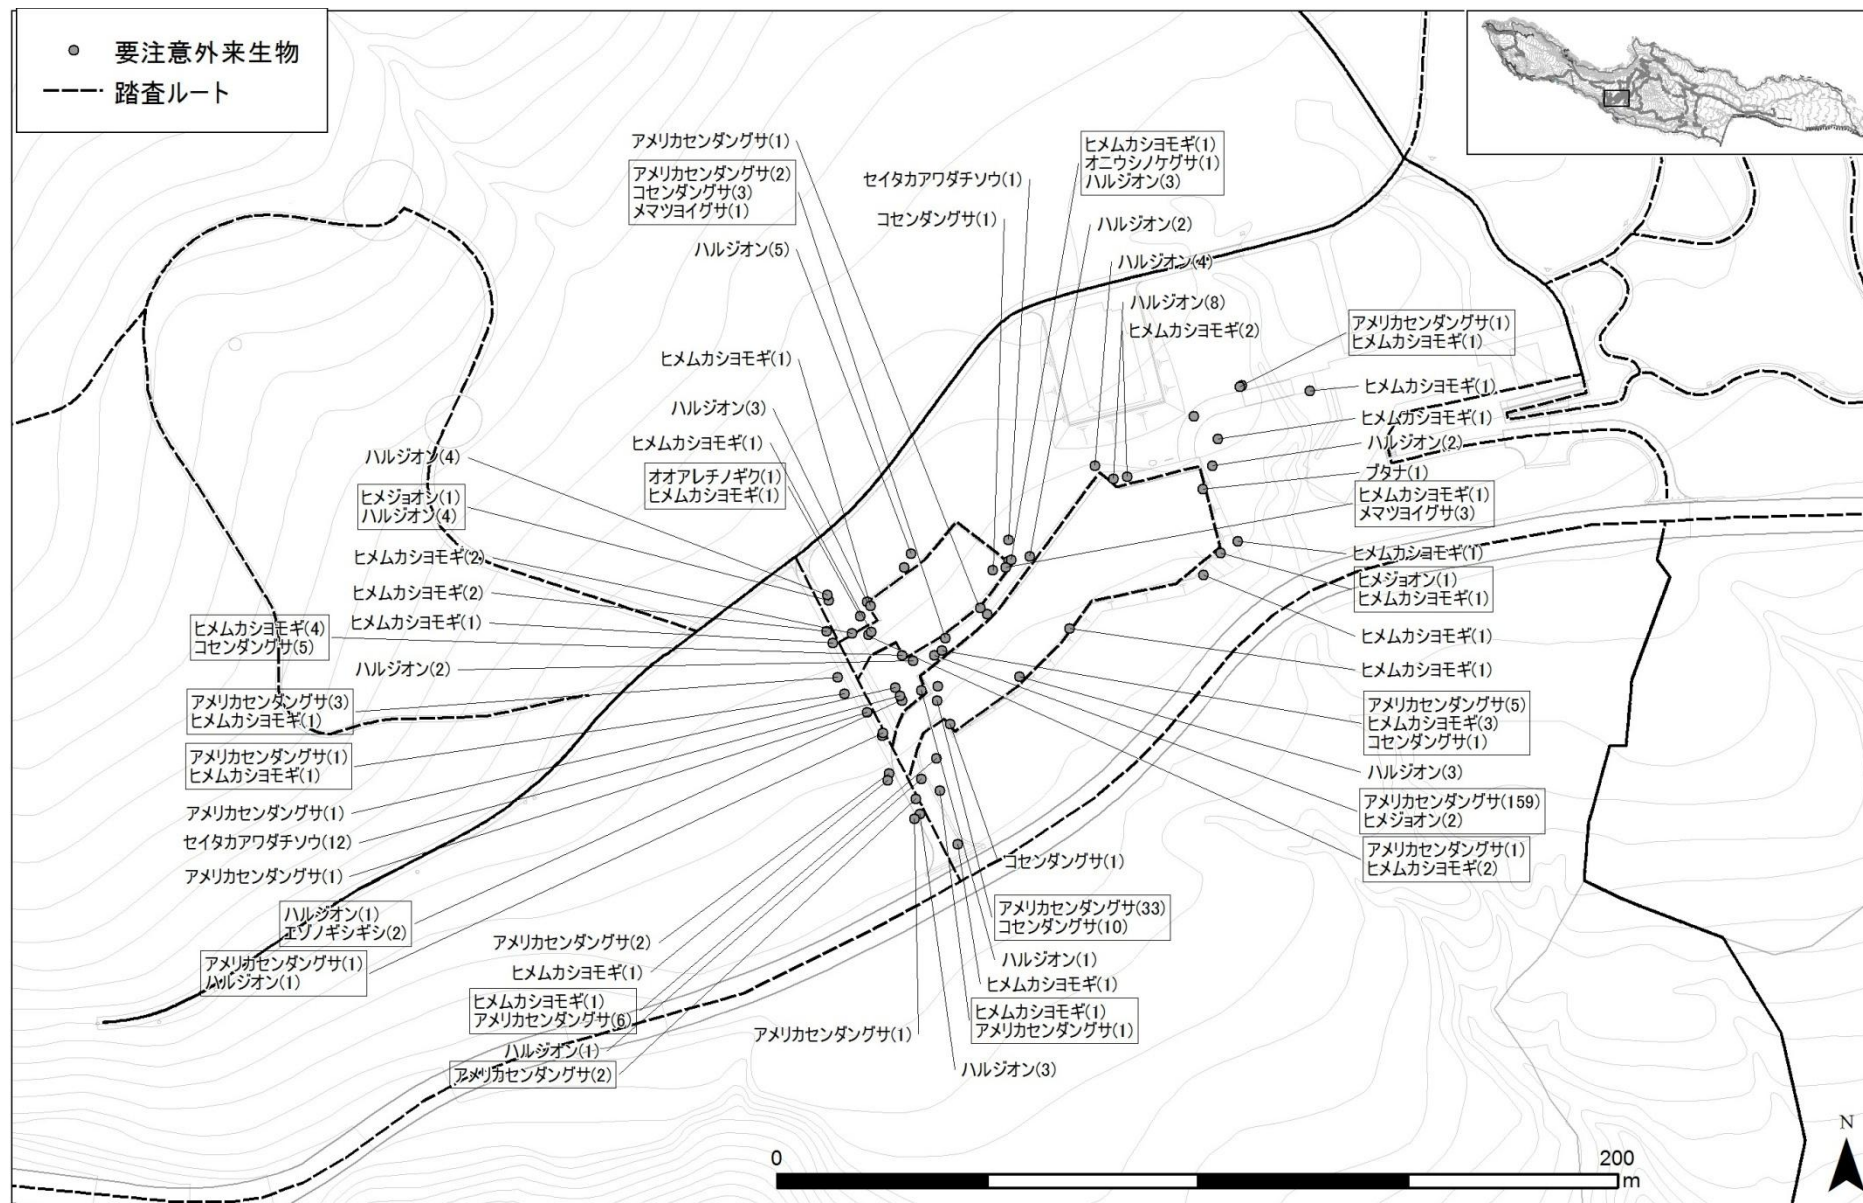 要注意外来生物
踏査ルート
アメリカセンダングサ(1)
アメリカセンダングサ(2)
コセンダングサ(3)
メマツヨイグサ(1)
ハルジオン(5)
セイタカアワダチソウ(1)
コセンダングサ(1)
ヒメムカシヨモギ(1)
オニウシノケグサ(1)
ハルジオン(3)
ハルジオン(2)
ハルジオン(4)
ハルジオン(8)
ヒメムカシヨモギ(2)
アメリカセンダングサ(1)
ヒメムカシヨモギ(1)
ヒメムカシヨモギ(1)
ヒメムカシヨモギ(1)
ハルジオン(2)
ブタナ(1)
ヒメムカシヨモギ(1)
メマツヨイグサ(3)
ヒメムカシヨモギ(1)
ヒメジョオン(1)
ヒメムカシヨモギ(1)
ヒメムカシヨモギ(1)
ヒメムカシヨモギ(1)
アメリカセンダングサ(5)
ヒメムカシヨモギ(3)
コセンダングサ(1)
ハルジオン(3)
アメリカセンダングサ(159)
ヒメジョオン(2)
アメリカセンダングサ(1)
ヒメムカシヨモギ(2)
ヒメムカシヨモギ(1)
ハルジオン(3)
ヒメムカシヨモギ(1)
オオアレチノギク(1)
ヒメムカシヨモギ(1)
ハルジオン(4)
ヒメジョオン(1)
ハルジオン(4)
ヒメムカシヨモギ(2)
ヒメムカシヨモギ(2)
ヒメムカシヨモギ(1)
ヒメムカシヨモギ(4)
コセンダングサ(5)
ハルジオン(2)
アメリカセンダングサ(3)
ヒメムカシヨモギ(1)
アメリカセンダングサ(1)
ヒメムカシヨモギ(1)
アメリカセンダングサ(1)
セイタカアワダチソウ(12)
アメリカセンダングサ(1)
ハルジオン(1)
エゾノギシギシ(2)
アメリカセンダングサ(1)
ハルジオン(1)
アメリカセンダングサ(2)
ヒメムカシヨモギ(1)
ヒメムカシヨモギ(1)
アメリカセンダングサ(6)
ハルジオン(1)
アメリカセンダングサ(2)
コセンダングサ(1)
アメリカセンダングサ(33)
コセンダングサ(10)
ハルジオン(1)
ヒメムカシヨモギ(1)
ヒメムカシヨモギ(1)
アメリカセンダングサ(1)
アメリカセンダングサ(1)
ハルジオン(3)
N
0
200
m